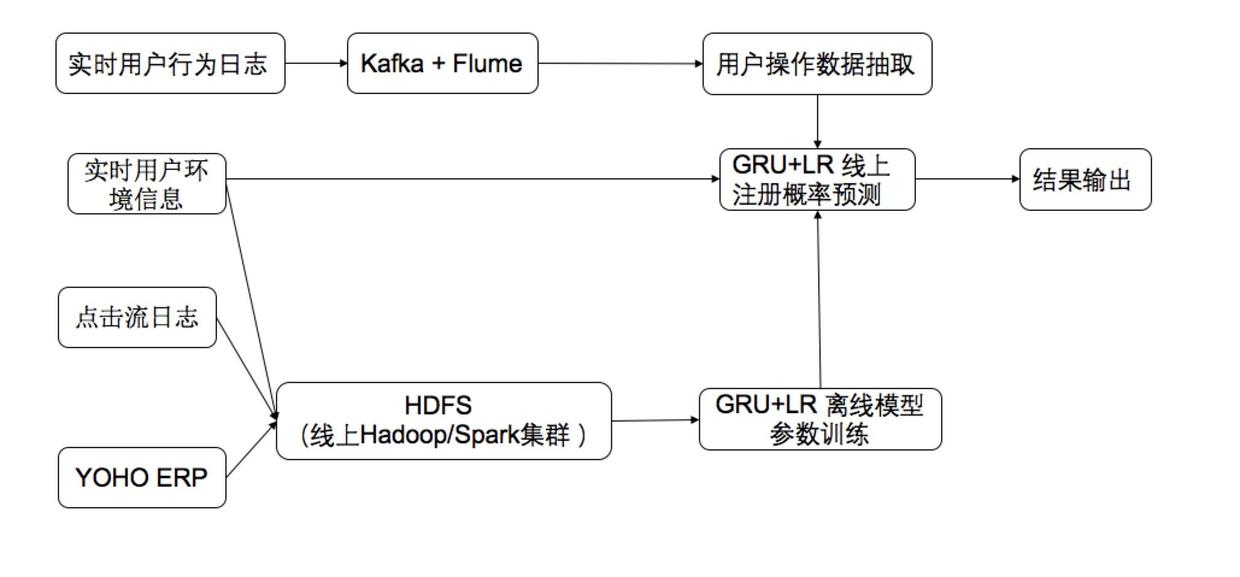 实时用户行为日志
Kafka + Flume
用户操作数据抽取
实时用户环
境信息
GRU+LR 线上
注册概率预测
结果输出
点击流日志
HDFS
（线上Hadoop/Spark集群 ）
GRU+LR 离线模型
参数训练
YOHO ERP